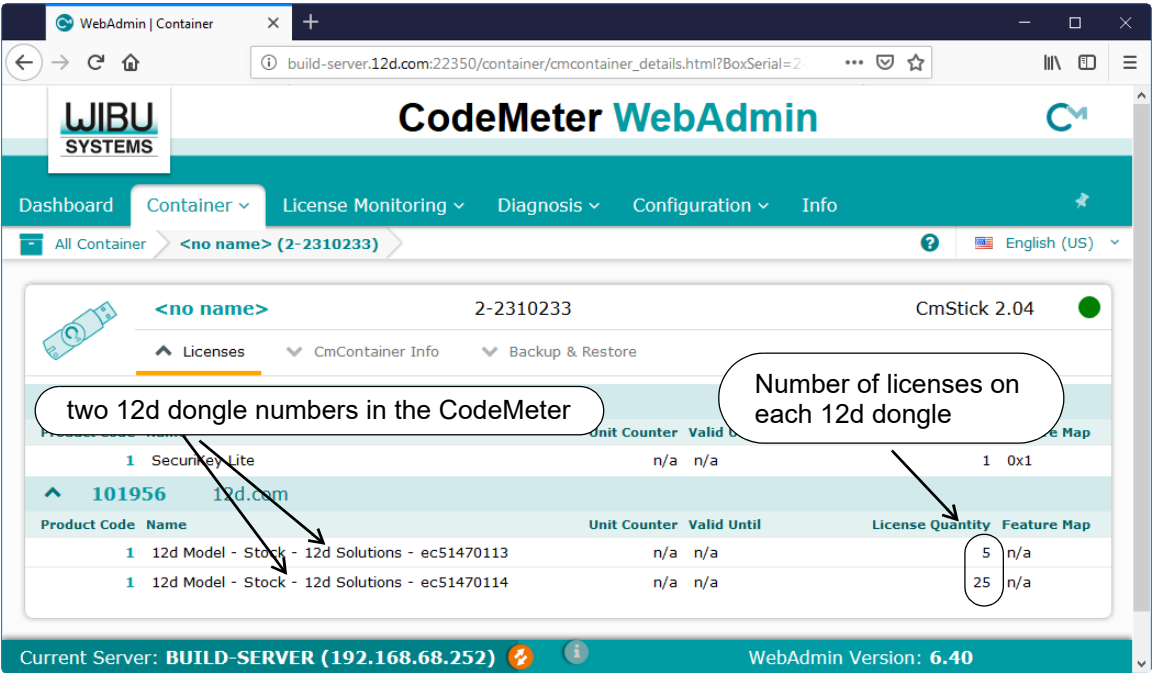 WebAdmin | Container
build-server.12d.com:22350/container/cmcontainer_details.html?BoxSerial=2
WIBU
SYSTEMS
CodeMeter WebAdmin
CM
Dashboard Container License Monitoring Diagnosis Configuration Info
All Container <no name> (2-2310233) English (US)
<no name> 2-2310233 CmStick 2.04
Licenses CmContainer Info Backup & Restore
Number of licenses on
each 12d dongle
two 12d dongle numbers in the CodeMeter
Unit Counter Valid Map
1 SecuriKey Lite n/a n/a 1 0x1
101956 12d.com
Product Code Name Unit Counter Valid Until License Quantity Feature Map
1 12d Model - Stock - 12d Solutions - ec51470113 n/a n/a 5 n/a
1 12d Model - Stock - 12d Solutions - ec51470114 n/a n/a 25 n/a
Current Server: BUILD-SERVER (192.168.68.252) WebAdmin Version: 6.40